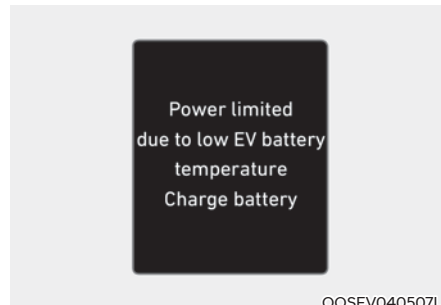 Power limited
due to low EV battery
temperature
Charge battery
OOSEV040507L